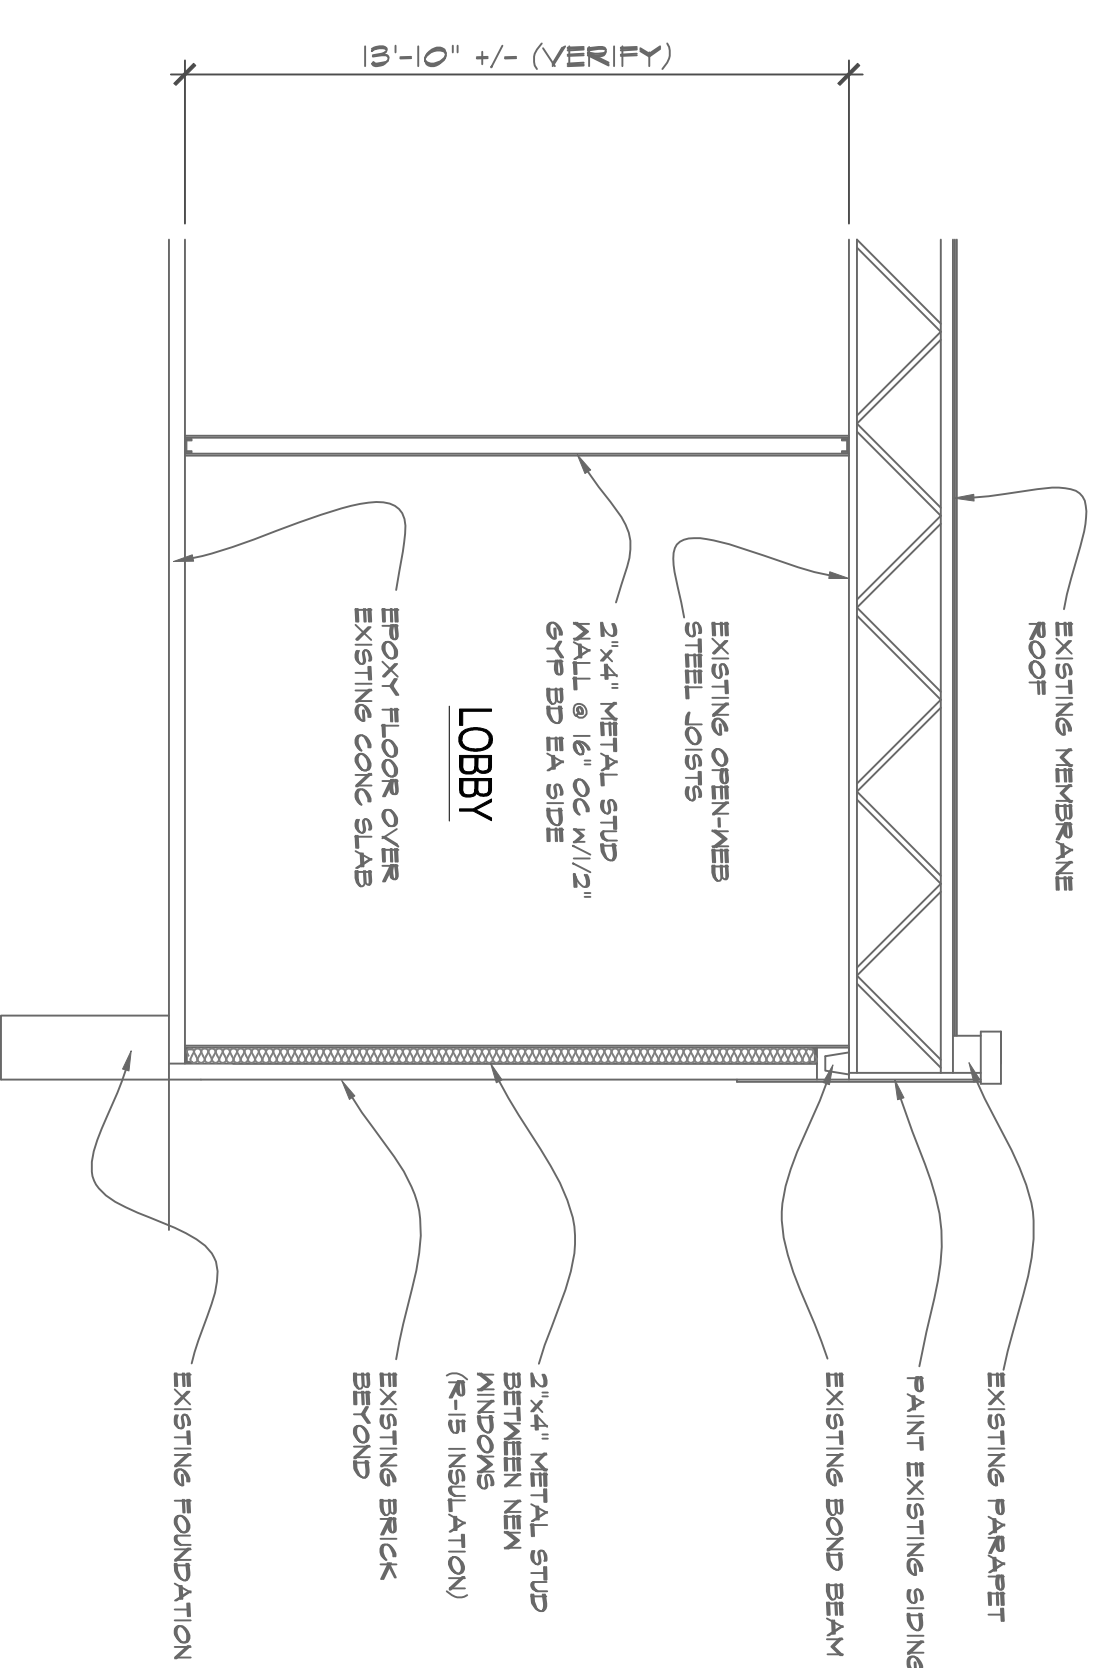 13'-10" +/- (VERIFY)
EXISTING MEMBRANE
ROOF
EXISTING OPEN-WEB
STEEL JOISTS
2"x4" METAL STUD
WALL @ 16" OC W/1/2"
GYP BD EA SIDE
LOBBY
EPOXY FLOOR OVER
EXISTING CONC SLAB
EXISTING PARAPET
PAINT EXISTING SIDING
EXISTING BOND BEAM
2"x4" METAL STUD
BETWEEN NEW
WINDOWS
(R-15 INSULATION)
EXISTING BRICK
BEYOND
EXISTING FOUNDATION